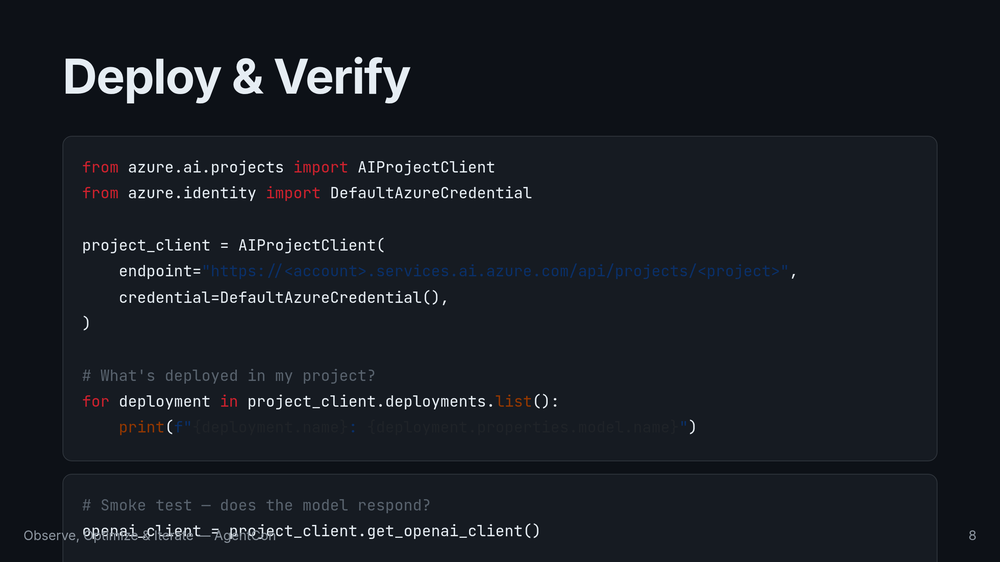 Deploy & Verify
from azure.ai.projects import AIProjectClient
from azure.identity import DefaultAzureCredential
project_client = AIProjectClient(
    endpoint="https://<account>.services.ai.azure.com/api/projects/<project>",
    credential=DefaultAzureCredential(),
)
# What's deployed in my project?
for deployment in project_client.deployments.list():
    print(f"{deployment.name}: {deployment.properties.model.name}")
# Smoke test — does the model respond?
openai_client = project_client.get_openai_client()
Observe, Optimize & Iterate — AgentCon
8